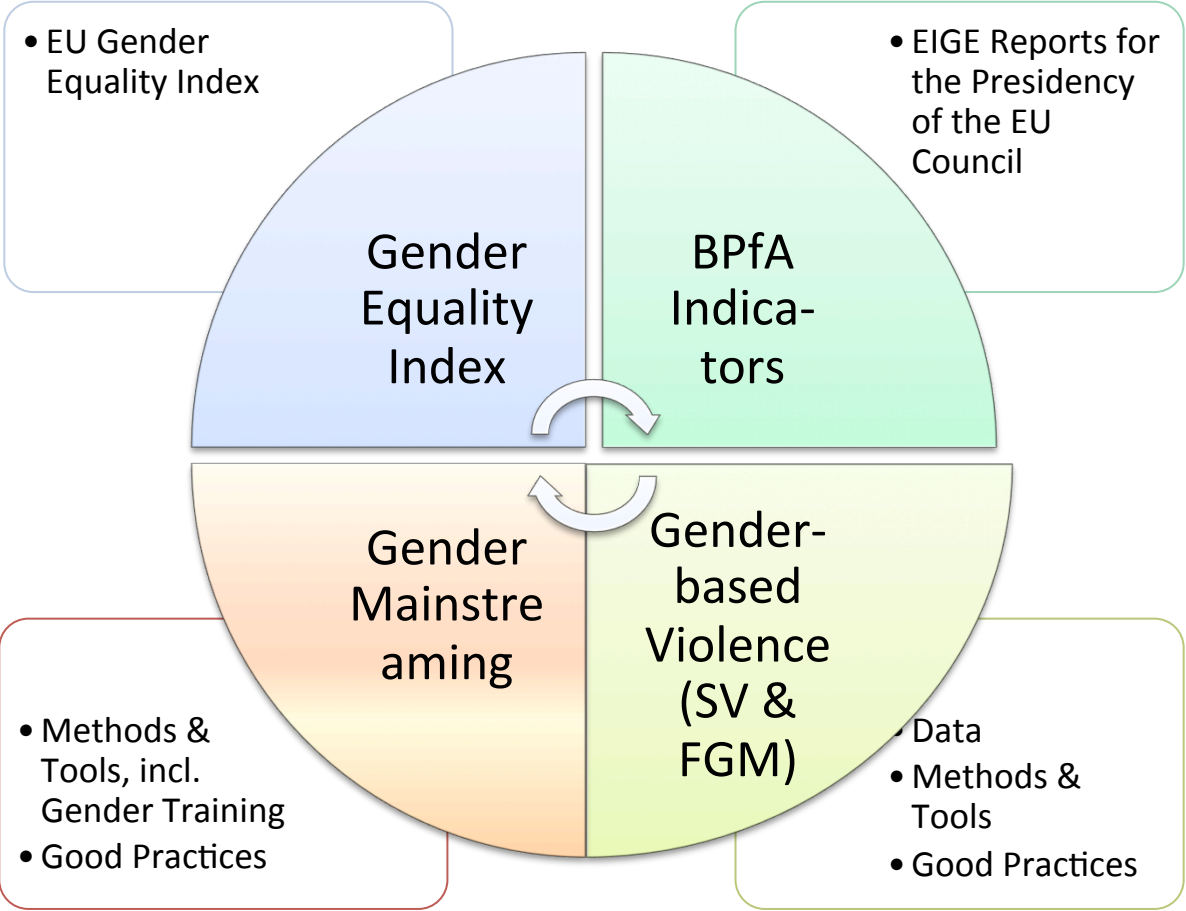 • EU Gender
Equality Index
• EIGE Reports for
the Presidency
of the EU
Council
Gender
Equality
Index
BPfA
Indica-
tors
Gender
Mainstre
aming
Gender-
based
Violence
(SV &
FGM)
• Methods &
Tools, incl.
Gender Training
• Good Practices
• Data
• Methods &
Tools
• Good Practices